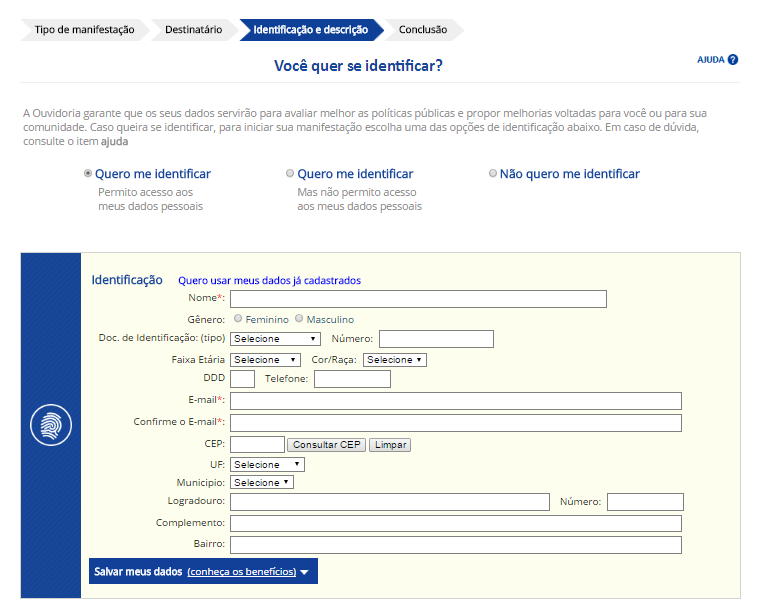 Tipo de manifestação Destinatário Identificação e descrição Conclusão
Você quer se identificar?
AJUDA ?
A Ouvidoria garante que os seus dados servirão para avaliar melhor as políticas públicas e propor melhorias voltadas para você ou para sua
comunidade. Caso queira se identificar, para iniciar sua manifestação escolha uma das opções de identificação abaixo. Em caso de dúvida,
consulte o item ajuda
Quero me identificar Quero me identificar Não quero me identificar
Permito acesso aos Mas não permito acesso
meus dados pessoais aos meus dados pessoais
Identificação Quero usar meus dados já cadastrados
Nome*:
Gênero: Feminino Masculino
Doc. de Identificação: (tipo) Selecione Número:
Faixa Etária Selecione Cor/Raça: Selecione
DDD Telefone:
E-mail*:
Confirme o E-mail*:
CEP: Consultar CEP Limpar
UF: Selecione
Municipio: Selecione
Logradouro: Número:
Complemento:
Bairro:
Salvar meus dados (conheça os benefícios)